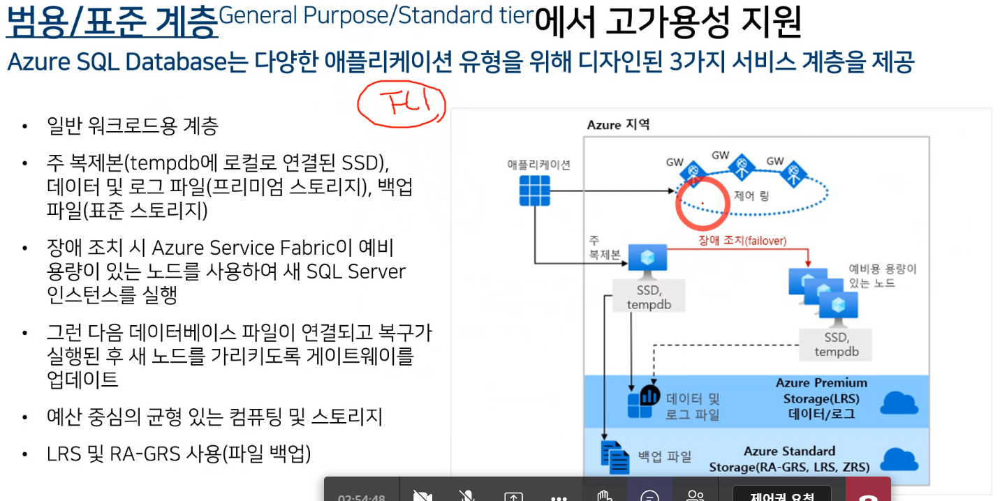 범용/표준 계층General Purpose/Standard tier에서 고가용성 지원
Azure SQL Database는 다양한 애플리케이션 유형을 위해 디자인된 3가지 서비스 계층을 제공
FCI
• 일반 워크로드용 계층
• 주 복제본(tempdb에 로컬로 연결된 SSD),
데이터 및 로그 파일(프리미엄 스토리지), 백업
파일(표준 스토리지)
• 장애 조치 시 Azure Service Fabric이 예비
용량이 있는 노드를 사용하여 새 SQL Server
인스턴스를 실행
• 그런 다음 데이터베이스 파일이 연결되고 복구가
실행된 후 새 노드를 가리키도록 게이트웨이를
업데이트
• 예산 중심의 균형 있는 컴퓨팅 및 스토리지
• LRS 및 RA-GRS 사용(파일 백업)
Azure 지역
애플리케이션
GW
GW
GW
제어 링
주
복제본
장애 조치(failover)
SSD,
tempdb
예비용 용량이
있는 노드
SSD,
tempdb
데이터 및
로그 파일
Azure Premium
Storage(LRS)
데이터/로그
백업 파일
Azure Standard
Storage(RA-GRS, LRS, ZRS)
02:54:48
제어권 요청